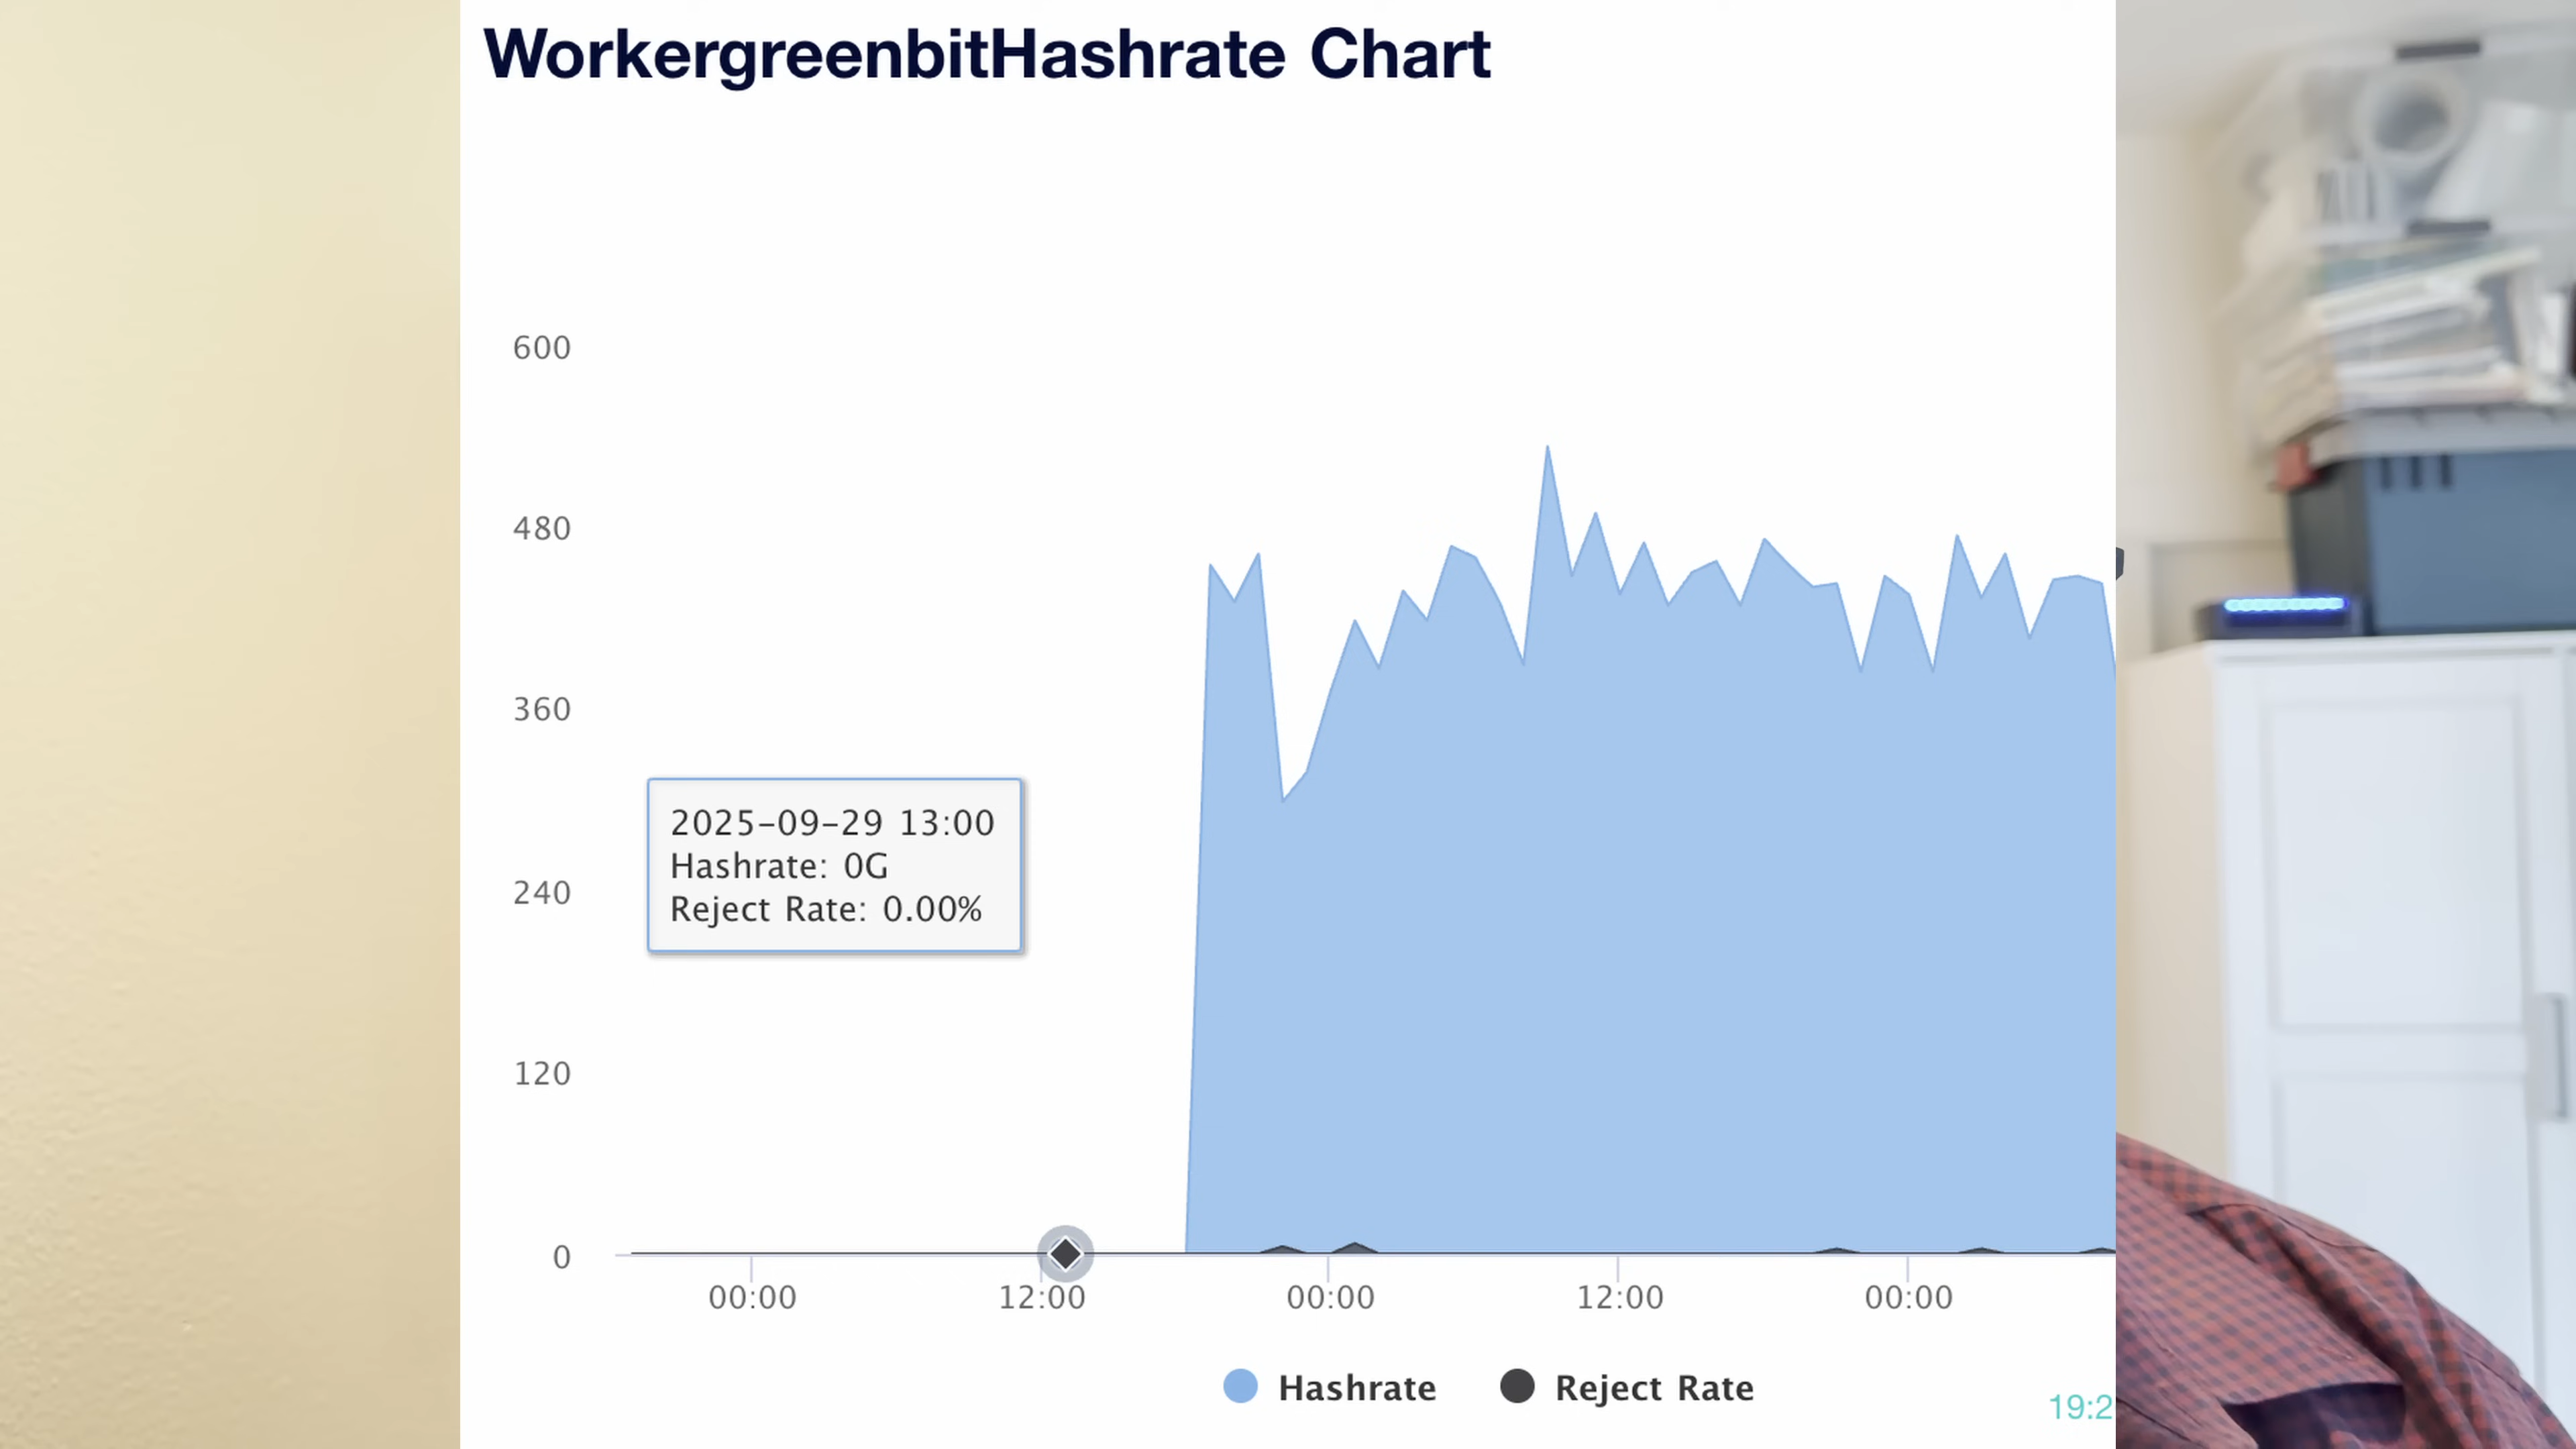 WorkergreenbitHashrate Chart
600
480
360
240
120
0
2025-09-29 13:00
Hashrate: 0G
Reject Rate: 0.00%
00:00 12:00 00:00 12:00 00:00
Hashrate Reject Rate
19:2